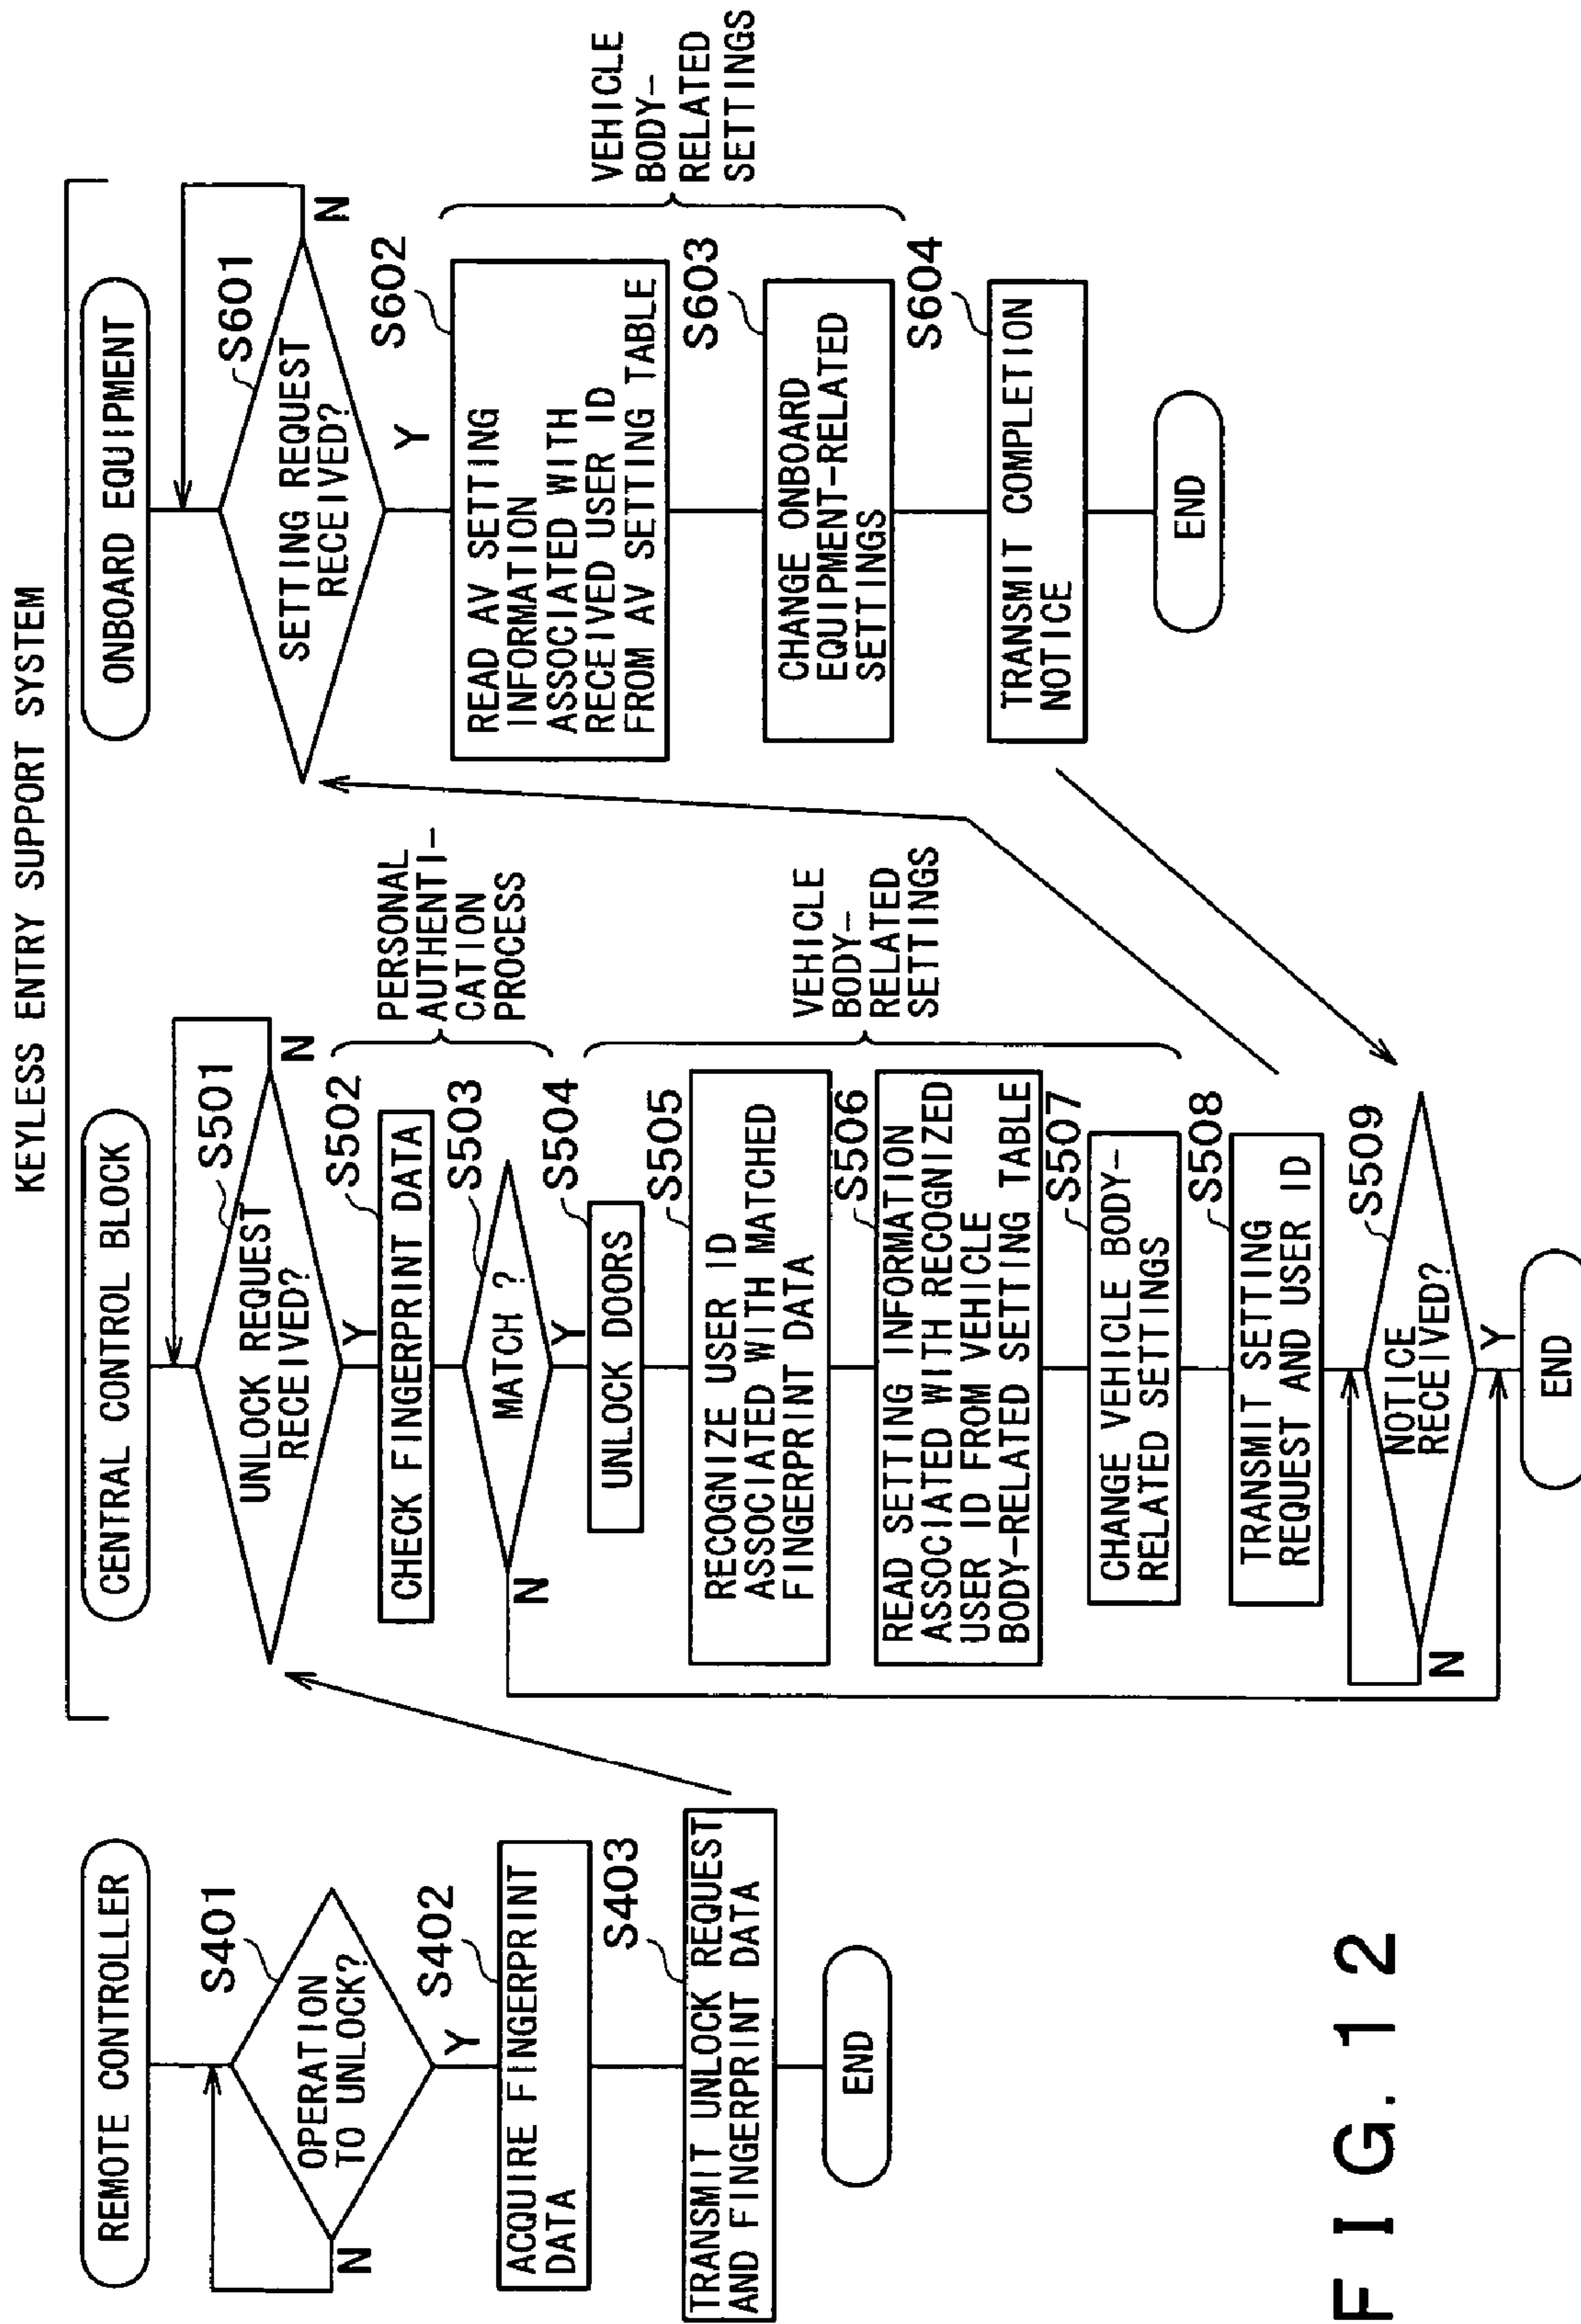 KEYLESS ENTRY SUPPORT SYSTEM
REMOTE CONTROLLER
S401
OPERATION
TO UNLOCK?
N
Y
S402
ACQUIRE FINGERPRINT
DATA
S403
TRANSMIT UNLOCK REQUEST
AND FINGERPRINT DATA
END
CENTRAL CONTROL BLOCK
S501
UNLOCK REQUEST
RECEIVED?
N
Y
S502
CHECK FINGERPRINT DATA
PERSONAL
AUTHENTI-
CATION
PROCESS
S503
MATCH ?
N
Y
S504
UNLOCK DOORS
S505
RECOGNIZE USER ID
ASSOCIATED WITH MATCHED
FINGERPRINT DATA
VEHICLE
BODY-
RELATED
SETTINGS
S506
READ SETTING INFORMATION
ASSOCIATED WITH RECOGNIZED
USER ID FROM VEHICLE
BODY-RELATED SETTING TABLE
S507
CHANGE VEHICLE BODY-
RELATED SETTINGS
S508
TRANSMIT SETTING
REQUEST AND USER ID
S509
NOTICE
RECEIVED?
N
Y
END
ONBOARD EQUIPMENT
S601
SETTING REQUEST
RECEIVED?
N
Y
S602
READ AV SETTING
INFORMATION
ASSOCIATED WITH
RECEIVED USER ID
FROM AV SETTING TABLE
VEHICLE
BODY-
RELATED
SETTINGS
S603
CHANGE ONBOARD
EQUIPMENT-RELATED
SETTINGS
S604
TRANSMIT COMPLETION
NOTICE
END
FIG. 12